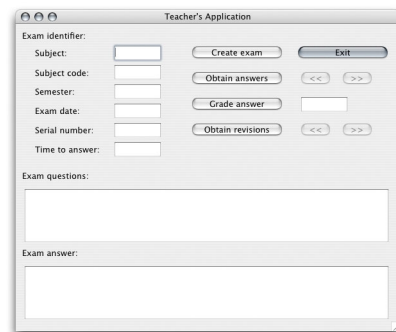 Teacher's Application
Exam identifier:
Subject:
Create exam
Exit
Subject code:
Obtain answers
<<
>>
Semester:
Exam date:
Grade answer
Serial number:
Obtain revisions
<<
>>
Time to answer:
Exam questions:
Exam answer: